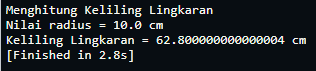 Menghitung Keliling Lingkaran
Nilai radius = 10.0 cm
Keliling Lingkaran = 62.800000000000004 cm
[Finished in 2.8s]